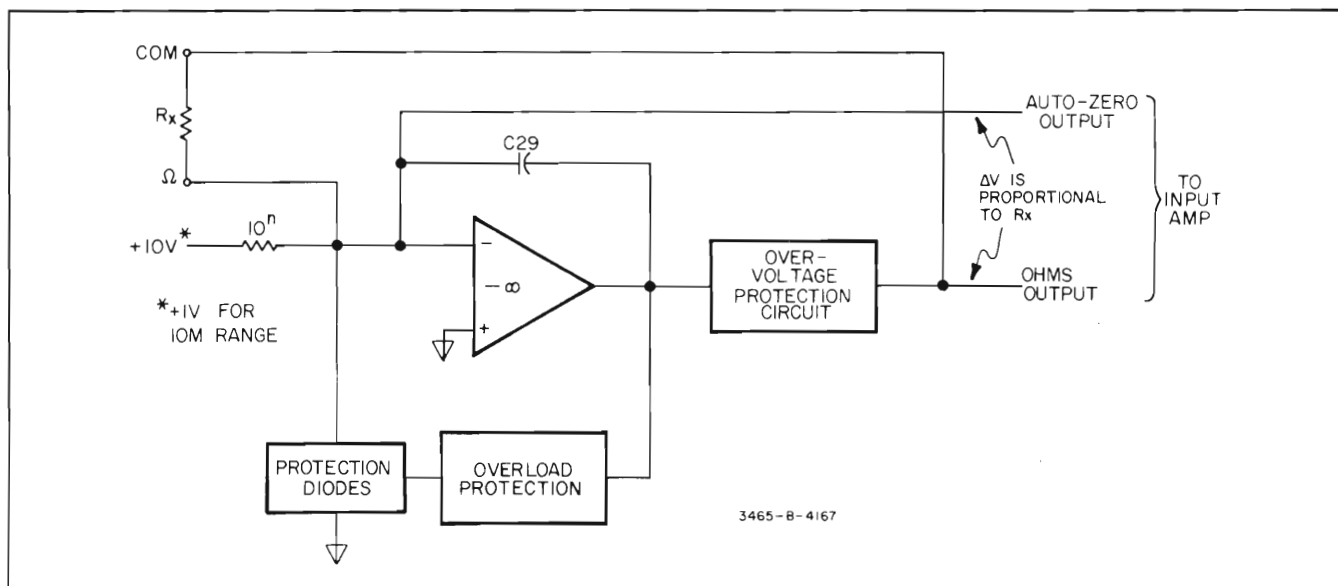 COM
Rx
Ω
+10V*
10ⁿ
*+1V FOR
10M RANGE
C29
-
-∞
+
OVER-
VOLTAGE
PROTECTION
CIRCUIT
AUTO-ZERO
OUTPUT
ΔV IS
PROPORTIONAL
TO Rx
OHMS
OUTPUT
TO
INPUT
AMP
PROTECTION
DIODES
OVERLOAD
PROTECTION
3465-B-4167